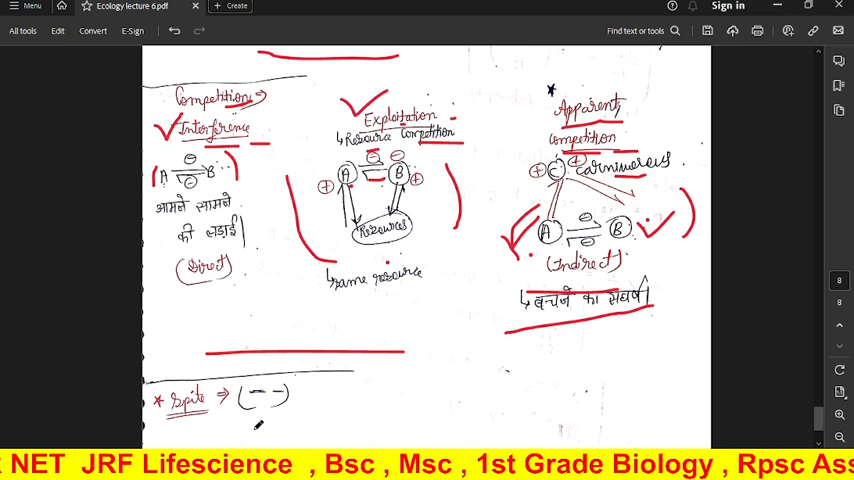 Menu
Ecology lecture 6.pdf
Create
Sign in
All tools
Edit
Convert
E-Sign
Find text or tools
Competition
Interference
A B
आमने सामने
की लडाई
(Direct)
Exploitation
Resource Competition
A B
Resources
same resource
Apparent
Competition
C Carnivorous
A B
(Indirect)
बचने का संघर्ष
* Spite ⇒ (− −)
8
8
R NET JRF Lifescience , Bsc , Msc , 1st Grade Biology , Rpsc Ass